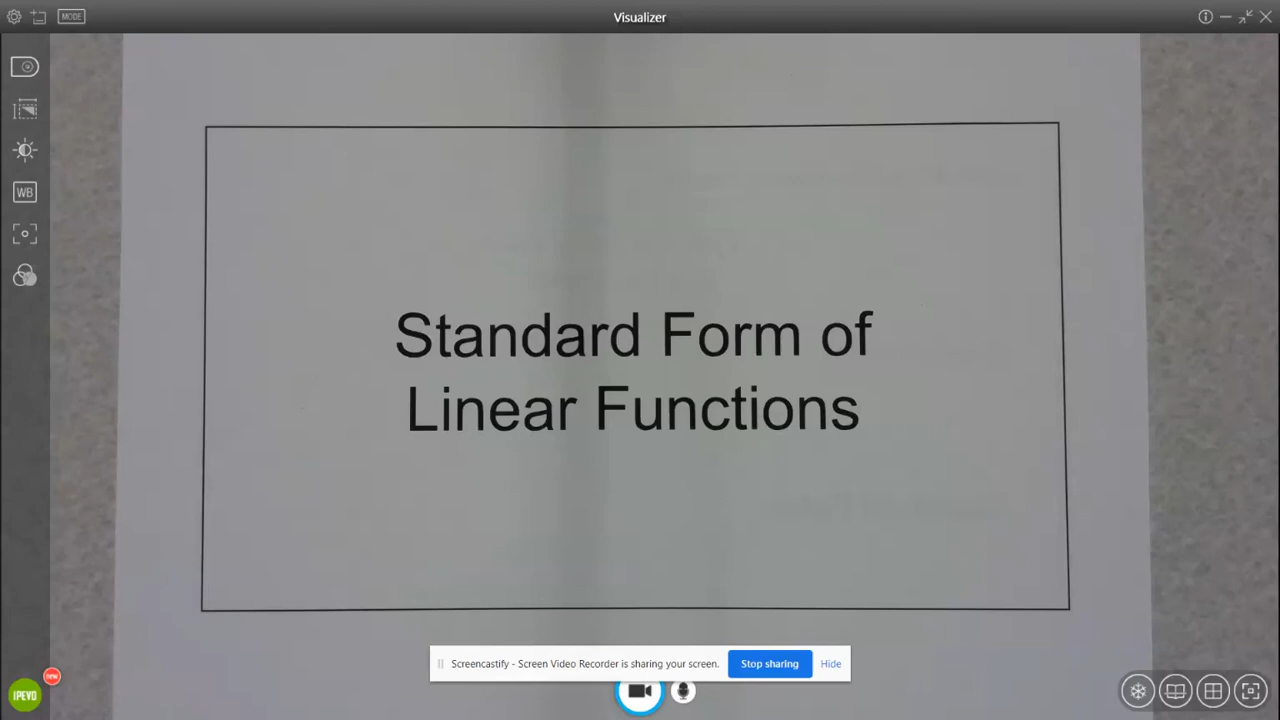 MODE
Visualizer
WB
Standard Form of
Linear Functions
Screencastify - Screen Video Recorder is sharing your screen.
Stop sharing
Hide
IPEVO
new